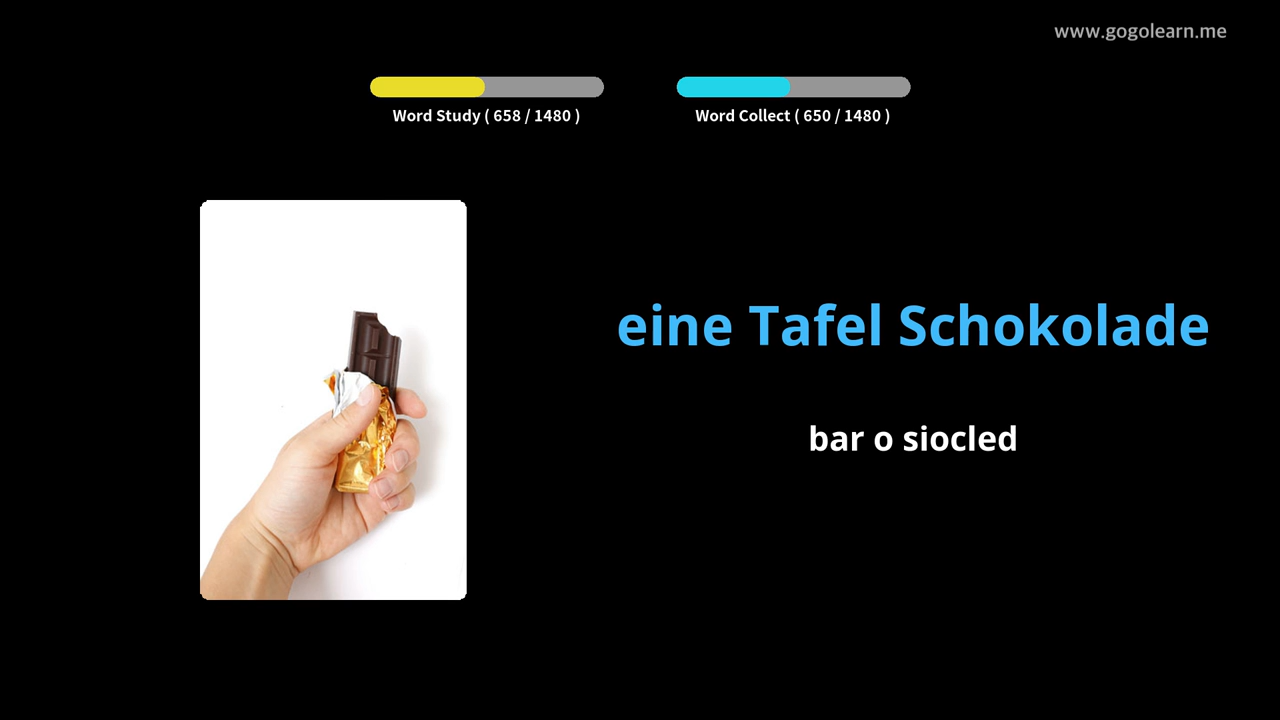 www.gogolearn.me
Word Study ( 658 / 1480 )
Word Collect ( 650 / 1480 )
eine Tafel Schokolade
bar o siocled